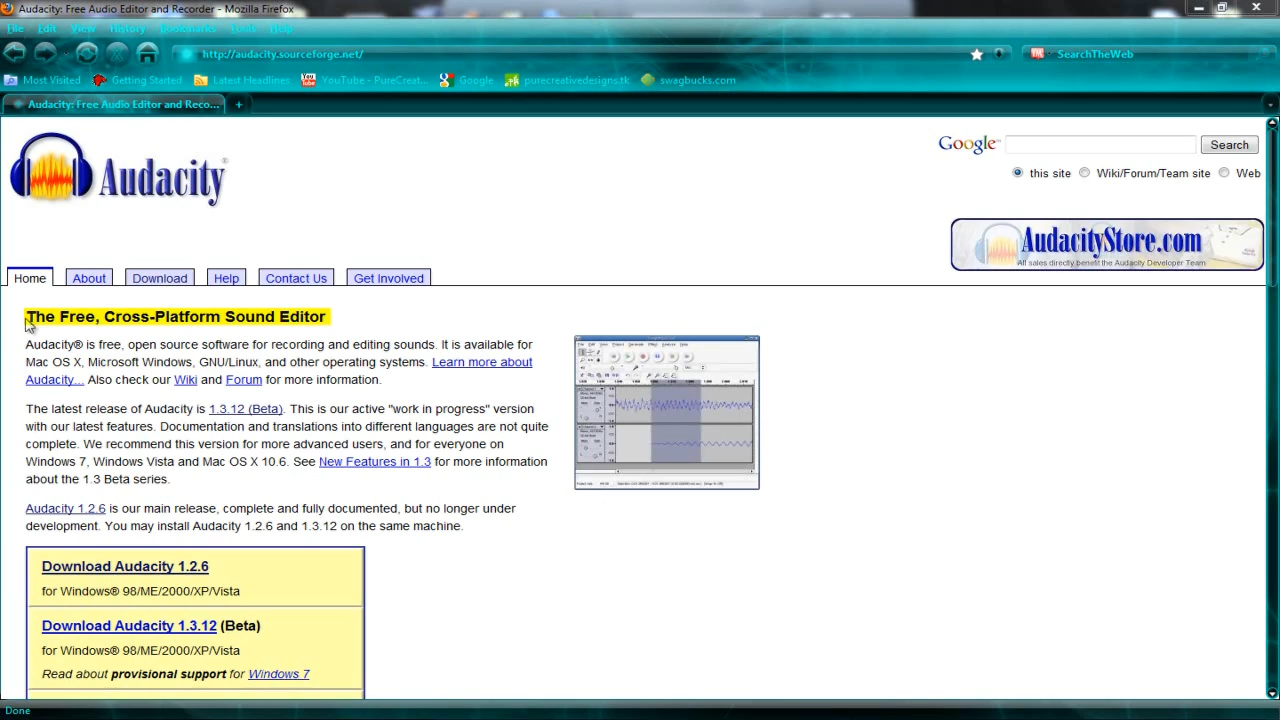 Audacity: Free Audio Editor and Recorder - Mozilla Firefox
File Edit View History Bookmarks Tools Help
http://audacity.sourceforge.net/
SearchTheWeb
Most Visited Getting Started Latest Headlines YouTube - PureCreat... Google purecreativedesigns.tk swagbucks.com
Audacity: Free Audio Editor and Reco...
Audacity®
Google™ Search
this site Wiki/Forum/Team site Web
AudacityStore.com
All sales directly benefit the Audacity Developer Team
Home About Download Help Contact Us Get Involved
The Free, Cross-Platform Sound Editor
Audacity® is free, open source software for recording and editing sounds. It is available for
Mac OS X, Microsoft Windows, GNU/Linux, and other operating systems. Learn more about
Audacity... Also check our Wiki and Forum for more information.
The latest release of Audacity is 1.3.12 (Beta). This is our active "work in progress" version
with our latest features. Documentation and translations into different languages are not quite
complete. We recommend this version for more advanced users, and for everyone on
Windows 7, Windows Vista and Mac OS X 10.6. See New Features in 1.3 for more information
about the 1.3 Beta series.
Audacity 1.2.6 is our main release, complete and fully documented, but no longer under
development. You may install Audacity 1.2.6 and 1.3.12 on the same machine.
Download Audacity 1.2.6
for Windows® 98/ME/2000/XP/Vista
Download Audacity 1.3.12 (Beta)
for Windows® 98/ME/2000/XP/Vista
Read about provisional support for Windows 7
Done